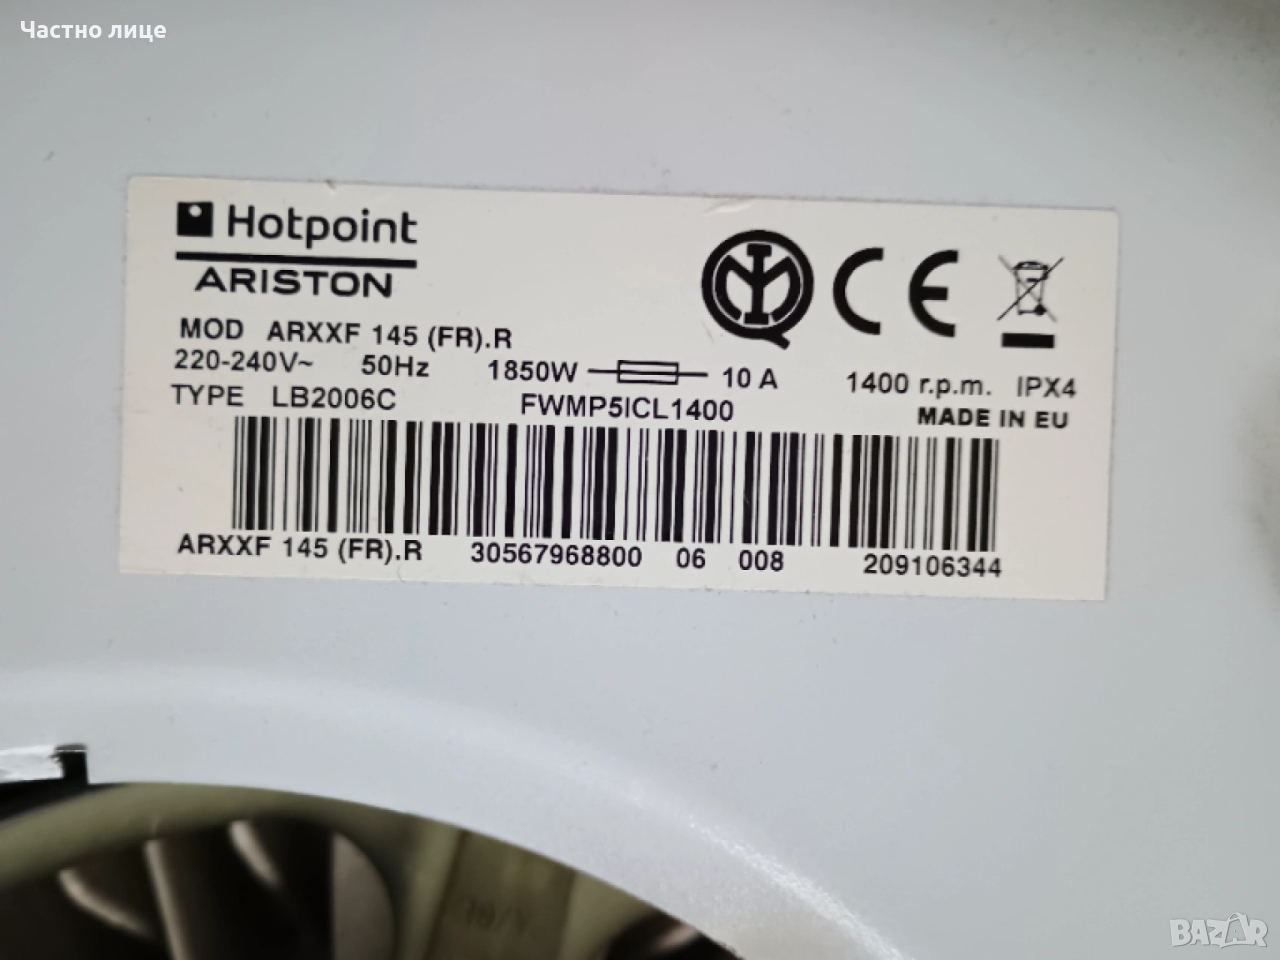 Частно лице
Hotpoint
ARISTON
MOD ARXXF 145 (FR).R
220-240V~ 50Hz 1850W 10 A 1400 r.p.m. IPX4
TYPE LB2006C FWMP5ICL1400 MADE IN EU
ARXXF 145 (FR).R 30567968800 06 008 209106344
BAZAR